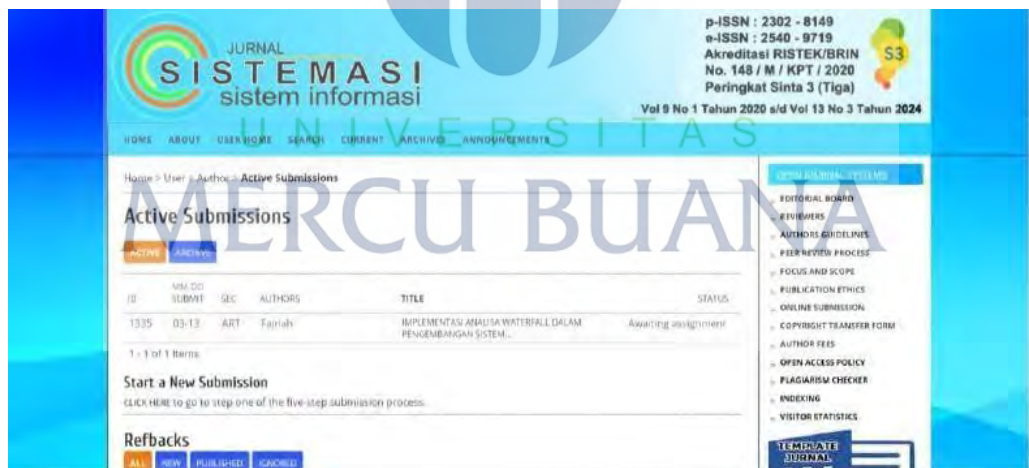 JURNAL
SISTEMASI
sistem informasi
p-ISSN : 2302 - 8149
e-ISSN : 2540 - 9719
Akreditasi RISTEK/BRIN
No. 148 / M / KPT / 2020
Peringkat Sinta 3 (Tiga)
S3
Vol 9 No 1 Tahun 2020 s/d Vol 13 No 3 Tahun 2024
UNIVERSITAS
MERCU BUANA
HOME ABOUT USER HOME SEARCH CURRENT ARCHIVES ANNOUNCEMENTS
Home > User > Author > Active Submissions
Active Submissions
ACTIVE ARCHIVE
ID MM-DD SUBMIT SEC AUTHORS TITLE STATUS
1335 03-13 ART Fairiah IMPLEMENTASI ANALISA WATERFALL DALAM Awaiting assignment
PENGEMBANGAN SISTEM...
1 - 1 of 1 Items
Start a New Submission
CLICK HERE to go to step one of the five-step submission process.
Refbacks
ALL NEW PUBLISHED IGNORED
OPEN JOURNAL SYSTEMS
EDITORIAL BOARD
REVIEWERS
AUTHORS GUIDELINES
PEER REVIEW PROCESS
FOCUS AND SCOPE
PUBLICATION ETHICS
ONLINE SUBMISSION
COPYRIGHT TRANSFER FORM
AUTHOR FEES
OPEN ACCESS POLICY
PLAGIARISM CHECKER
INDEXING
VISITOR STATISTICS
TEMPLATE
JURNAL